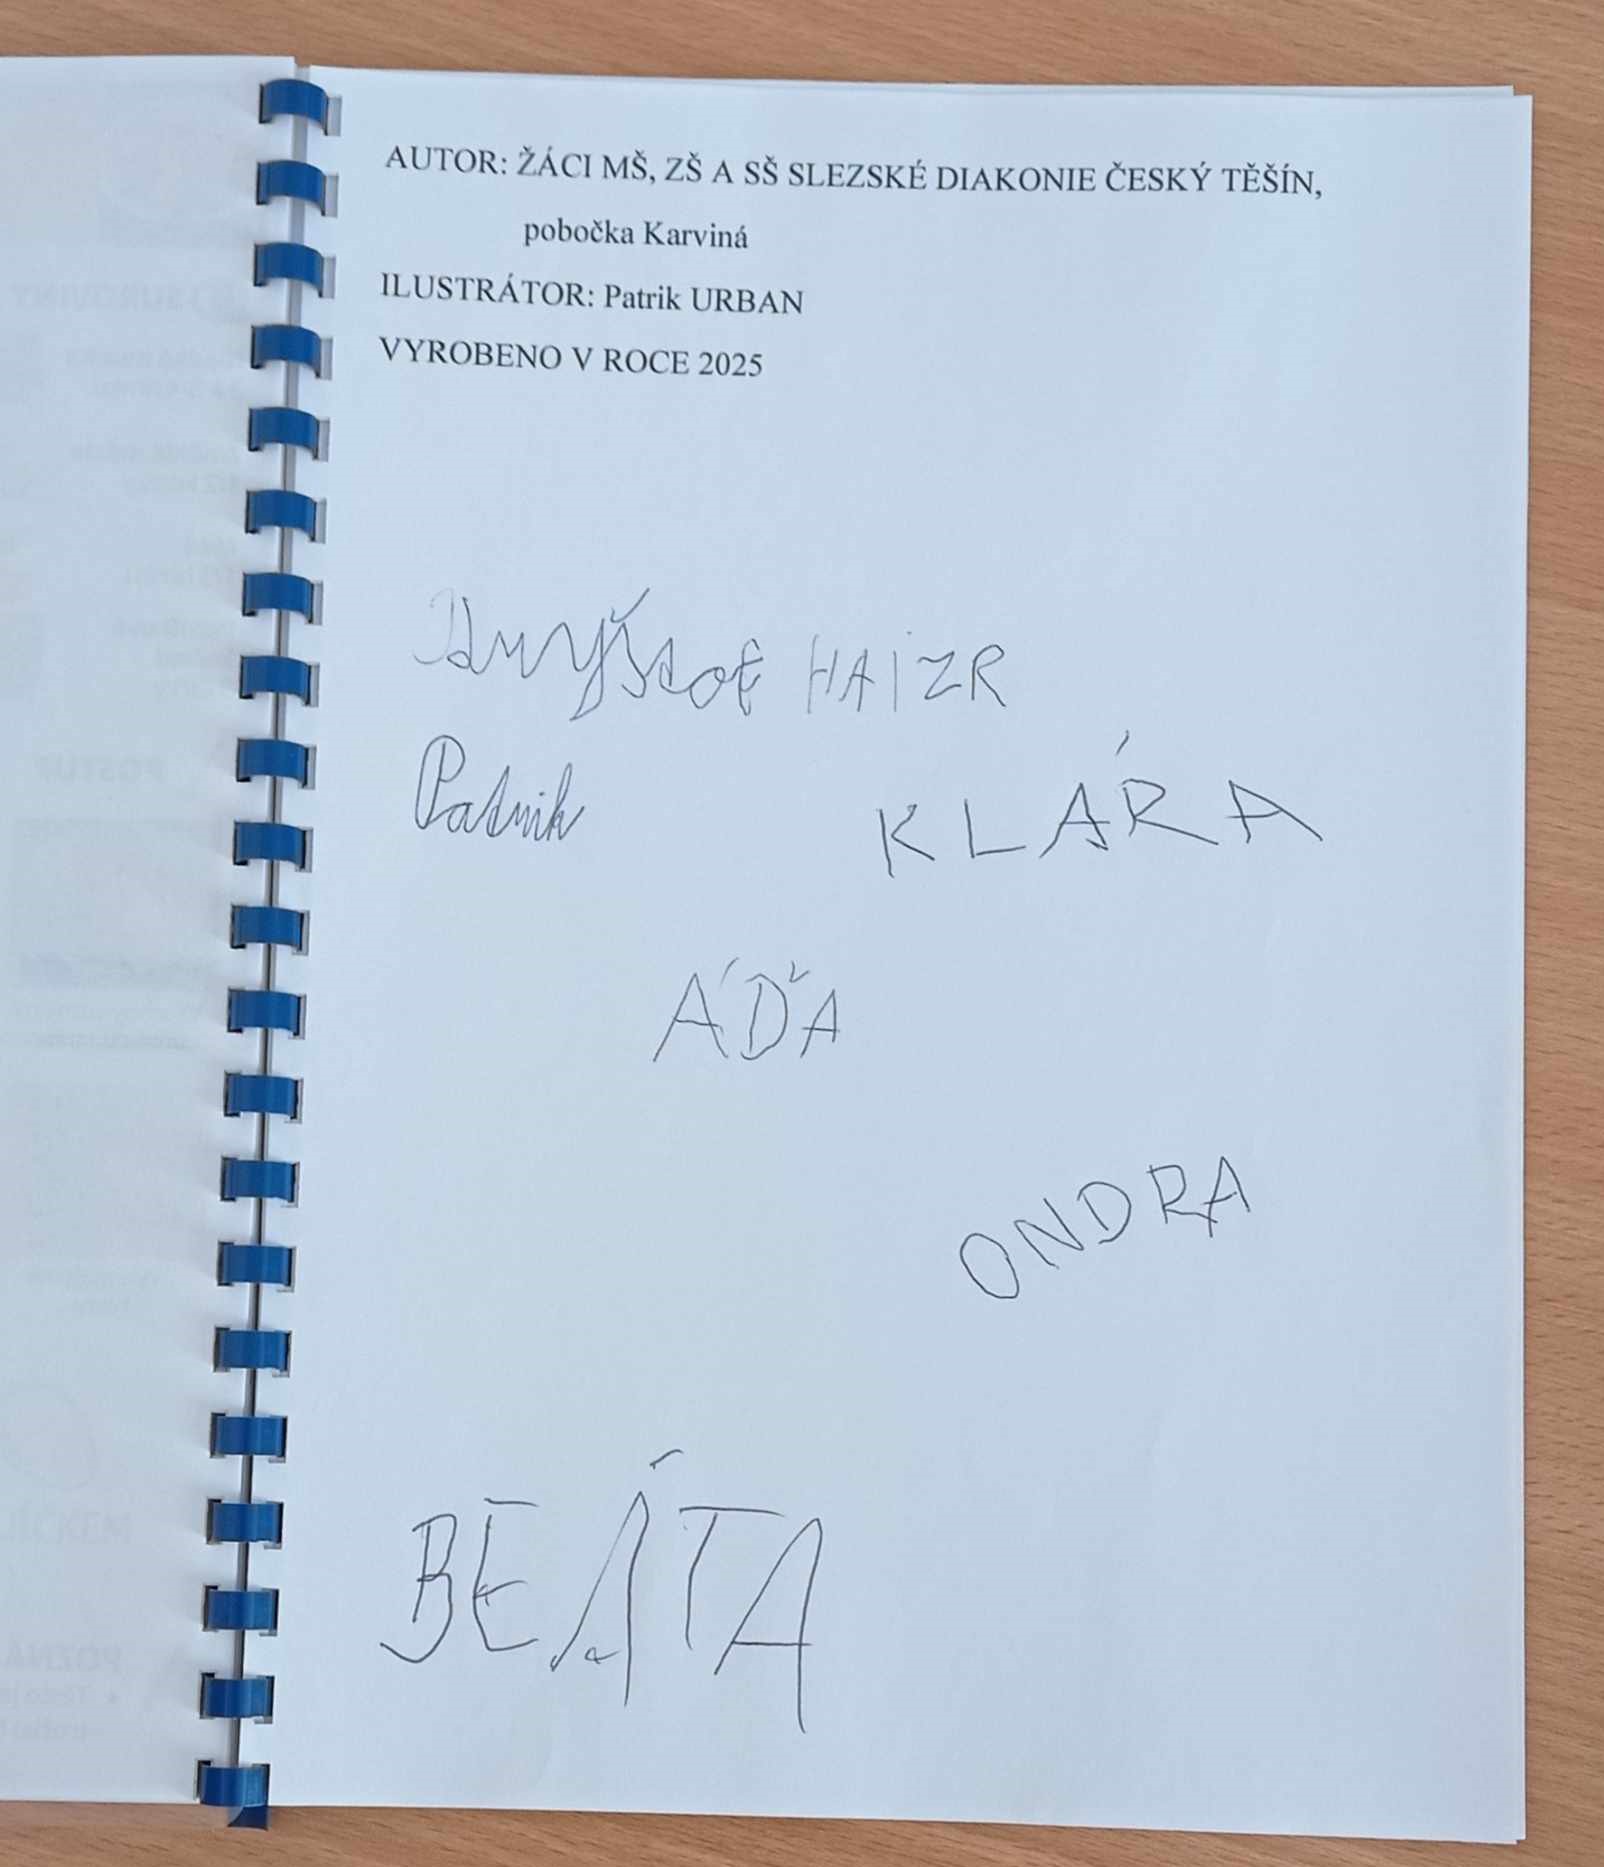 AUTOR: ŽÁCI MŠ, ZŠ A SŠ SLEZSKÉ DIAKONIE ČESKÝ TĚŠÍN,
pobočka Karviná
ILUSTRÁTOR: Patrik URBAN
VYROBENO V ROCE 2025
HAIZR
Patrik
KLÁRA
ÁĎA
ONDRA
BEÁTA